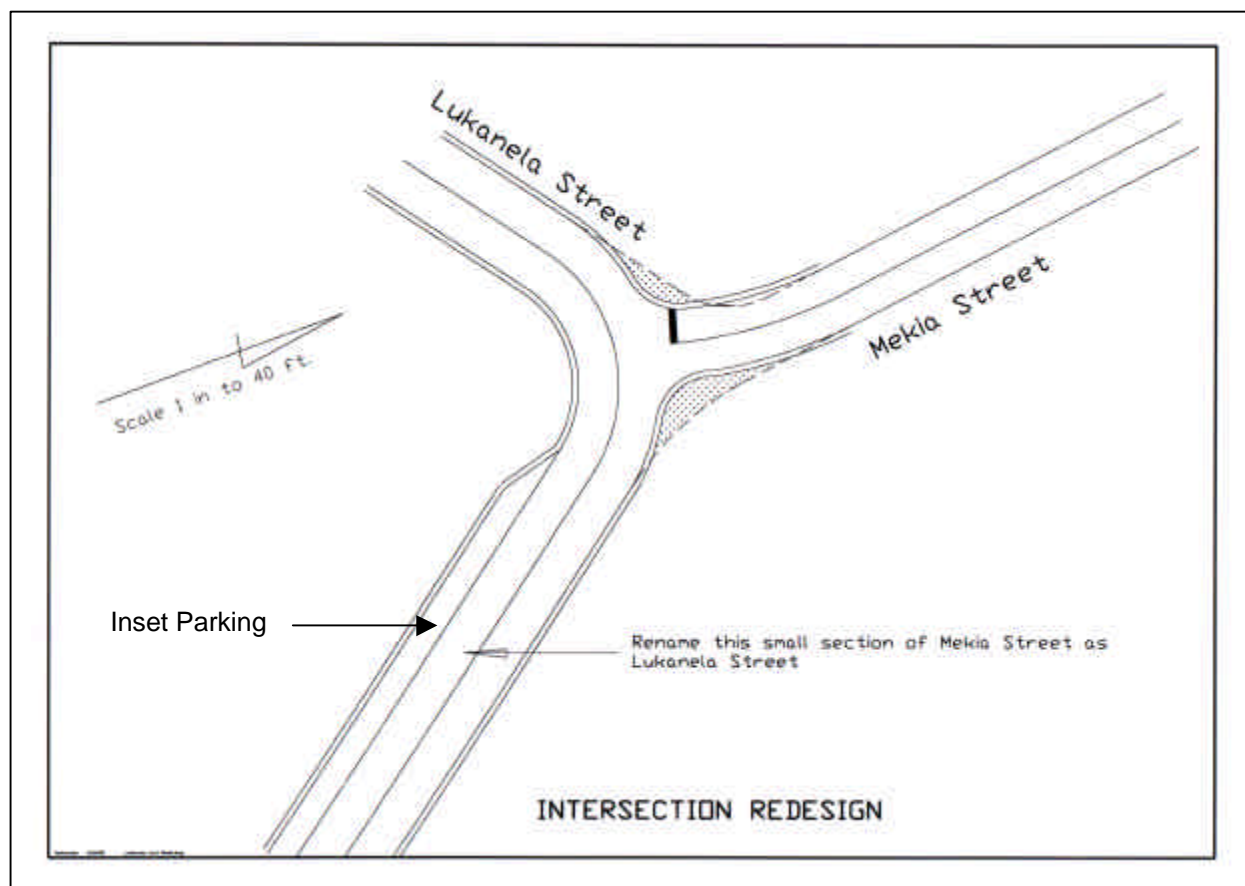 Lukanela Street
Mekia Street
Scale 1 in to 40 ft.
Inset Parking
Rename this small section of Mekia Street as
Lukanela Street
INTERSECTION REDESIGN